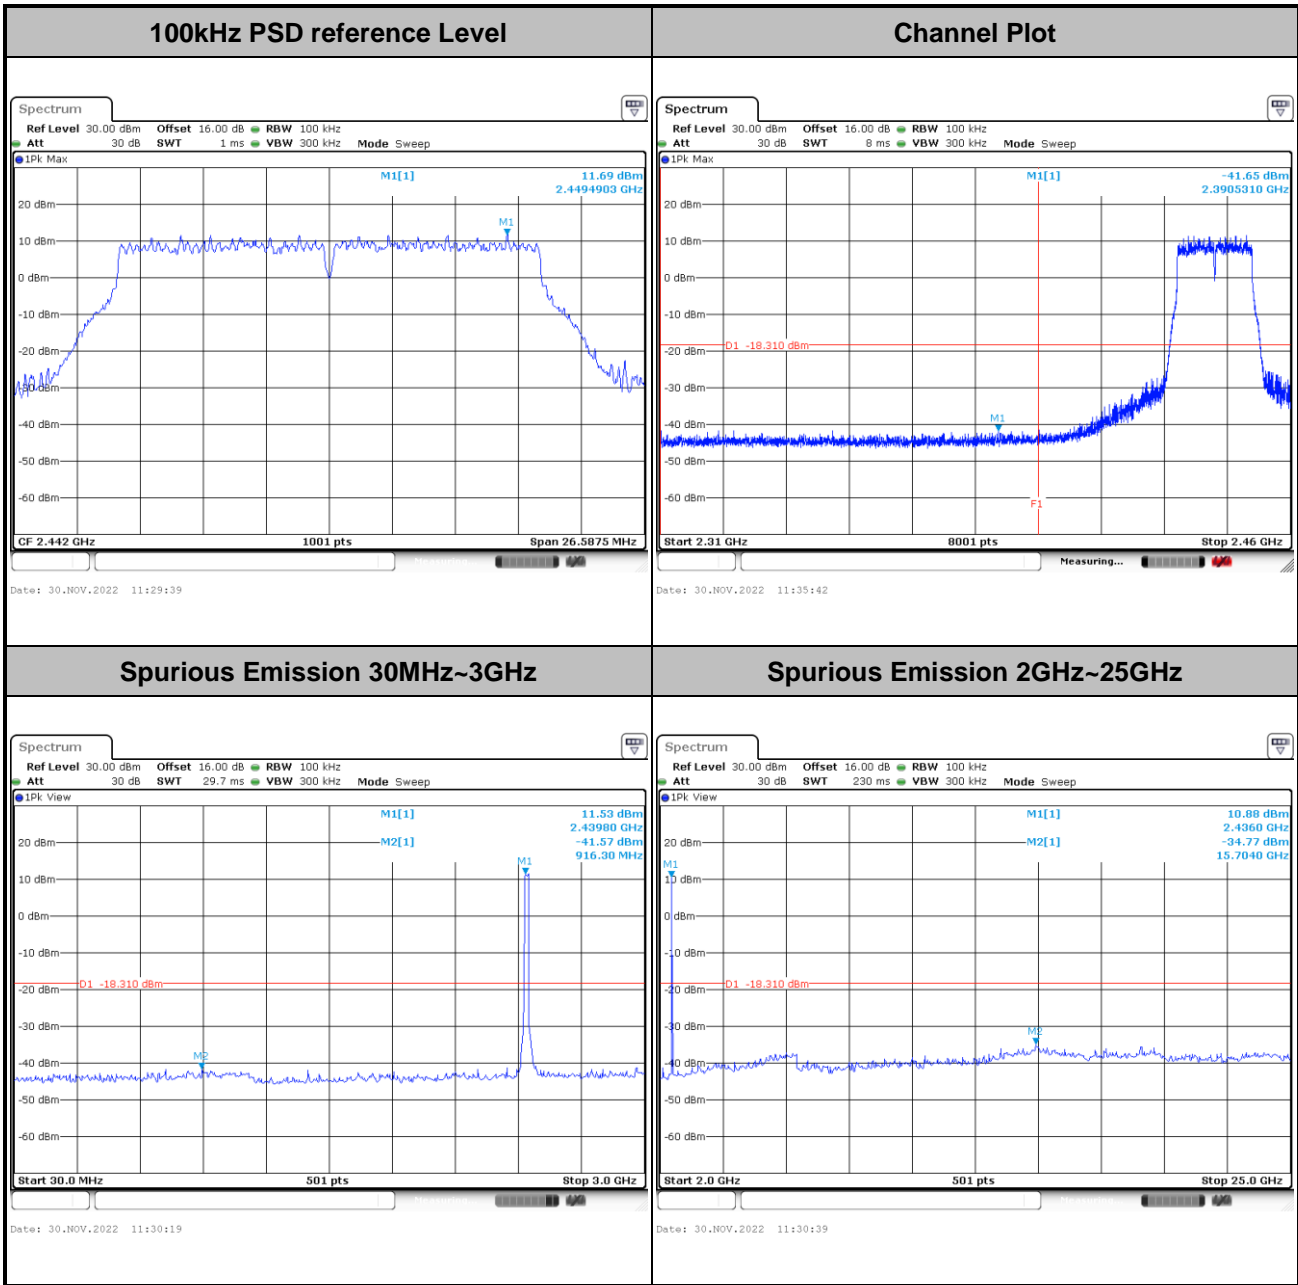 100kHz PSD reference Level
Channel Plot
Spectrum
Ref Level 30.00 dBm Offset 16.00 dB RBW 100 kHz
Att 30 dB SWT 1 ms VBW 300 kHz Mode Sweep
1Pk Max
M1[1] 11.69 dBm
2.4494903 GHz
M1
20 dBm
10 dBm
0 dBm
-10 dBm
-20 dBm
-30 dBm
-40 dBm
-50 dBm
-60 dBm
CF 2.442 GHz 1001 pts Span 26.5875 MHz
Measuring...
Date: 30.NOV.2022 11:29:39
Spectrum
Ref Level 30.00 dBm Offset 16.00 dB RBW 100 kHz
Att 30 dB SWT 8 ms VBW 300 kHz Mode Sweep
1Pk Max
M1[1] -41.65 dBm
2.3905310 GHz
20 dBm
10 dBm
0 dBm
-10 dBm
D1 -18.310 dBm
-20 dBm
-30 dBm
M1
-40 dBm
-50 dBm
-60 dBm
F1
Start 2.31 GHz 8001 pts Stop 2.46 GHz
Measuring...
Date: 30.NOV.2022 11:35:42
Spurious Emission 30MHz~3GHz
Spurious Emission 2GHz~25GHz
Spectrum
Ref Level 30.00 dBm Offset 16.00 dB RBW 100 kHz
Att 30 dB SWT 29.7 ms VBW 300 kHz Mode Sweep
1Pk View
M1[1] 11.53 dBm
2.43980 GHz
M2[1] -41.57 dBm
916.30 MHz
M1
20 dBm
10 dBm
0 dBm
-10 dBm
D1 -18.310 dBm
-20 dBm
-30 dBm
M2
-40 dBm
-50 dBm
-60 dBm
Start 30.0 MHz 501 pts Stop 3.0 GHz
Measuring...
Date: 30.NOV.2022 11:30:19
Spectrum
Ref Level 30.00 dBm Offset 16.00 dB RBW 100 kHz
Att 30 dB SWT 230 ms VBW 300 kHz Mode Sweep
1Pk View
M1[1] 10.88 dBm
2.4360 GHz
M2[1] -34.77 dBm
15.7040 GHz
20 dBm
M1
10 dBm
0 dBm
-10 dBm
D1 -18.310 dBm
-20 dBm
-30 dBm
M2
-40 dBm
-50 dBm
-60 dBm
Start 2.0 GHz 501 pts Stop 25.0 GHz
Measuring...
Date: 30.NOV.2022 11:30:39